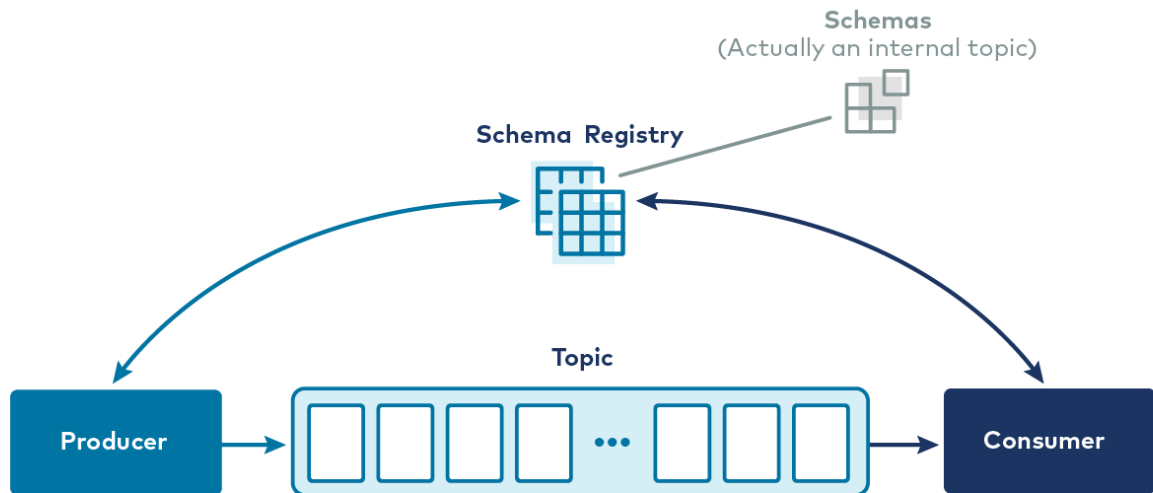 Schemas
(Actually an internal topic)
Schema Registry
Topic
Producer
Consumer